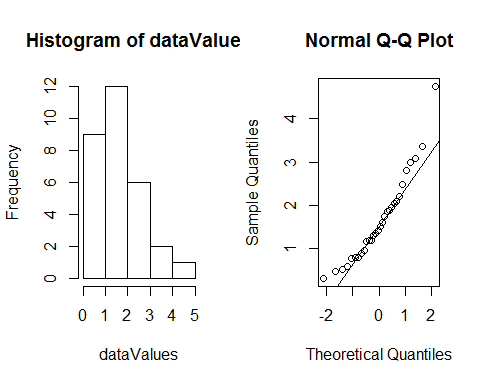 Histogram of dataValue
Frequency
12
10
8
6
4
2
0
0 1 2 3 4 5
dataValues
Normal Q-Q Plot
Sample Quantiles
4
3
2
1
-2 0 1 2
Theoretical Quantiles